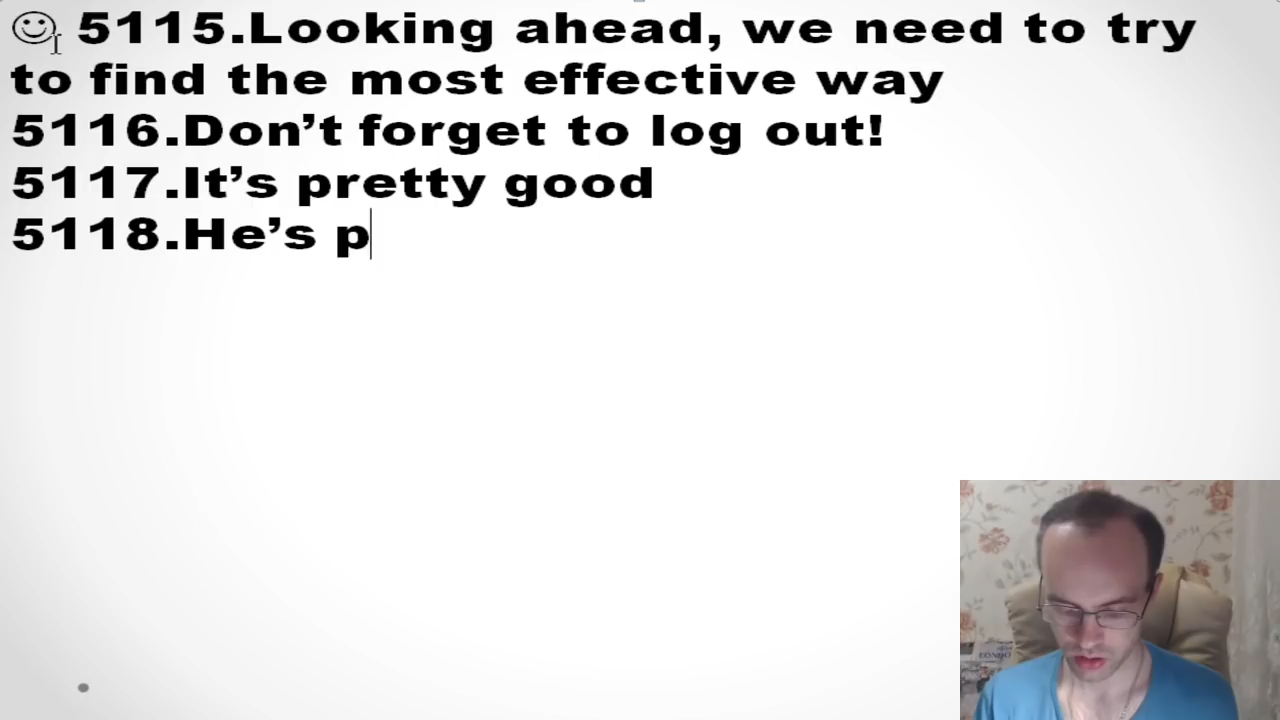 ☺ 5115.Looking ahead, we need to try
to find the most effective way
5116.Don’t forget to log out!
5117.It’s pretty good
5118.He’s p